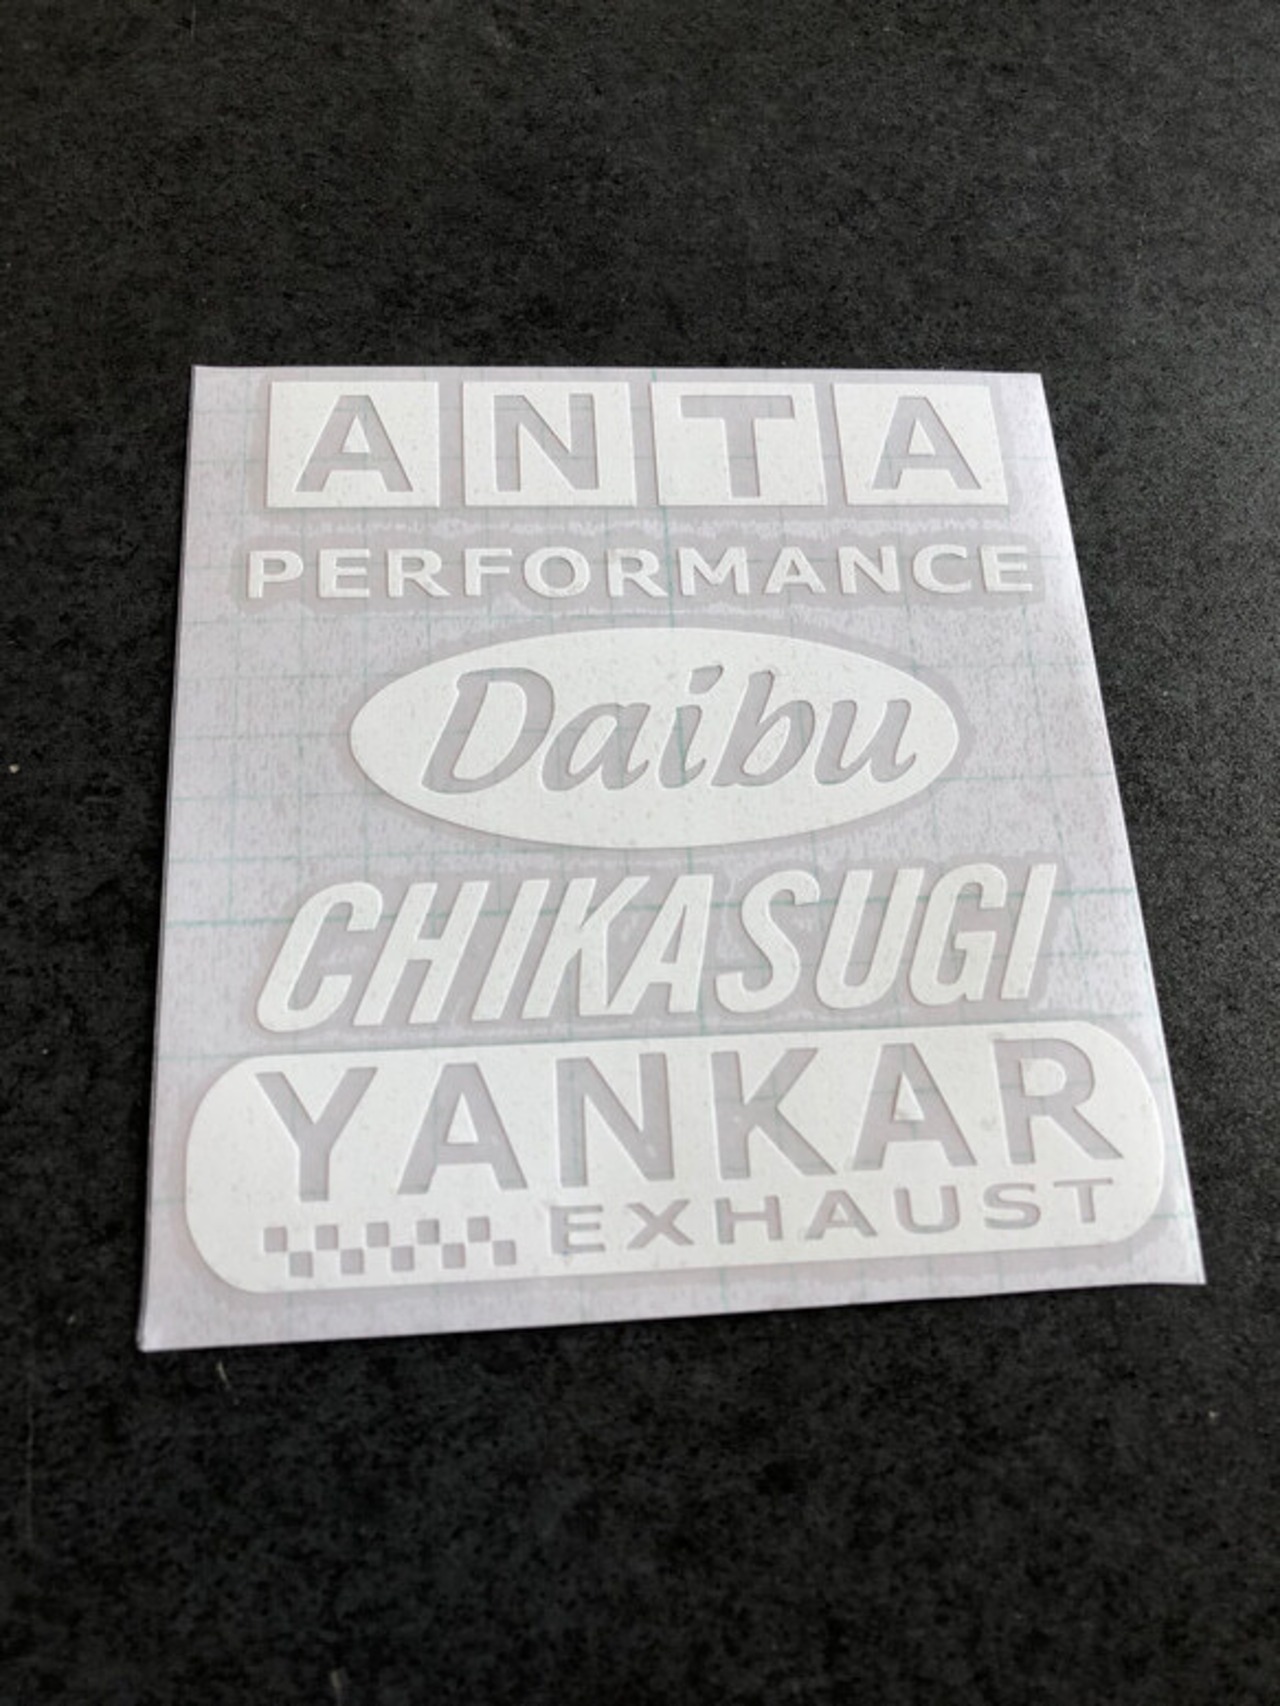 ANTA
PERFORMANCE
Daibu
CHIKASUGI
YANKAR
EXHAUST